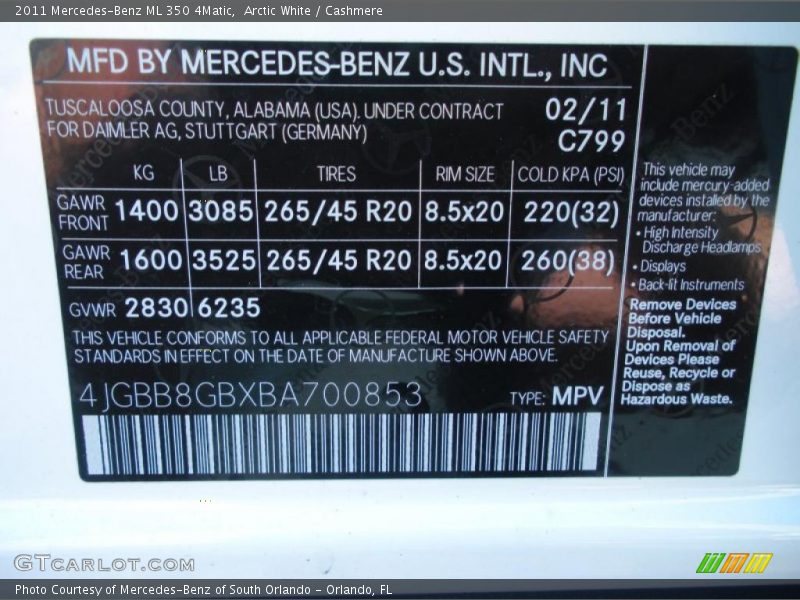 2011 Mercedes-Benz ML 350 4Matic, Arctic White / Cashmere
MFD BY MERCEDES-BENZ U.S. INTL., INC
TUSCALOOSA COUNTY, ALABAMA (USA). UNDER CONTRACT
FOR DAIMLER AG, STUTTGART (GERMANY)
02/11
C799
KG LB TIRES RIM SIZE COLD KPA (PSI)
GAWR FRONT 1400 3085 265/45 R20 8.5x20 220(32)
GAWR REAR 1600 3525 265/45 R20 8.5x20 260(38)
GVWR 2830 6235
THIS VEHICLE CONFORMS TO ALL APPLICABLE FEDERAL MOTOR VEHICLE SAFETY
STANDARDS IN EFFECT ON THE DATE OF MANUFACTURE SHOWN ABOVE.
4JGBB8GBXBA700853
TYPE: MPV
This vehicle may
include mercury-added
devices installed by the
manufacturer:
• High Intensity
Discharge Headlamps
• Displays
• Back-lit Instruments
Remove Devices
Before Vehicle
Disposal.
Upon Removal of
Devices Please
Reuse, Recycle or
Dispose as
Hazardous Waste.
GTCARLOT.COM
Photo Courtesy of Mercedes-Benz of South Orlando - Orlando, FL